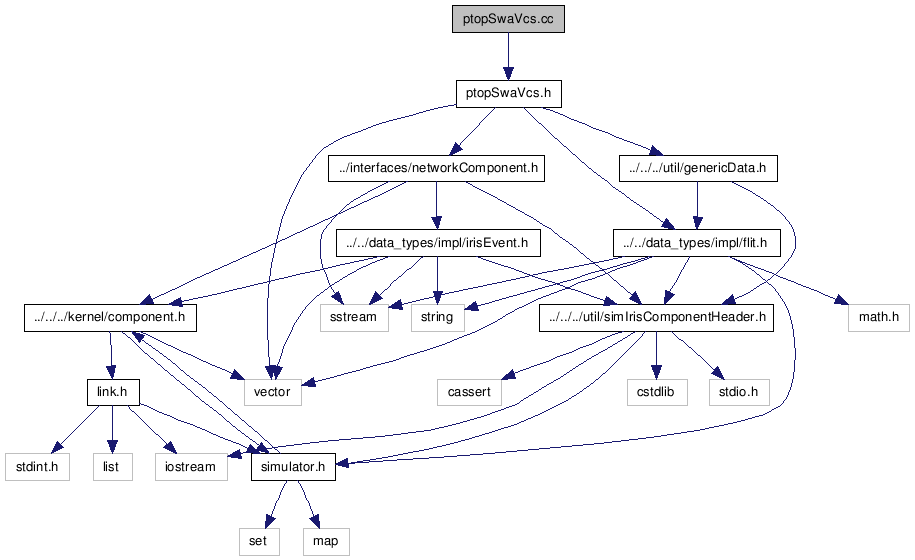 ptopSwaVcs.cc
ptopSwaVcs.h
../interfaces/networkComponent.h
../../../util/genericData.h
../../data_types/impl/irisEvent.h
../../data_types/impl/flit.h
../../../kernel/component.h
sstream
string
../../../util/simIrisComponentHeader.h
math.h
link.h
vector
cassert
cstdlib
stdio.h
stdint.h
list
iostream
simulator.h
set
map